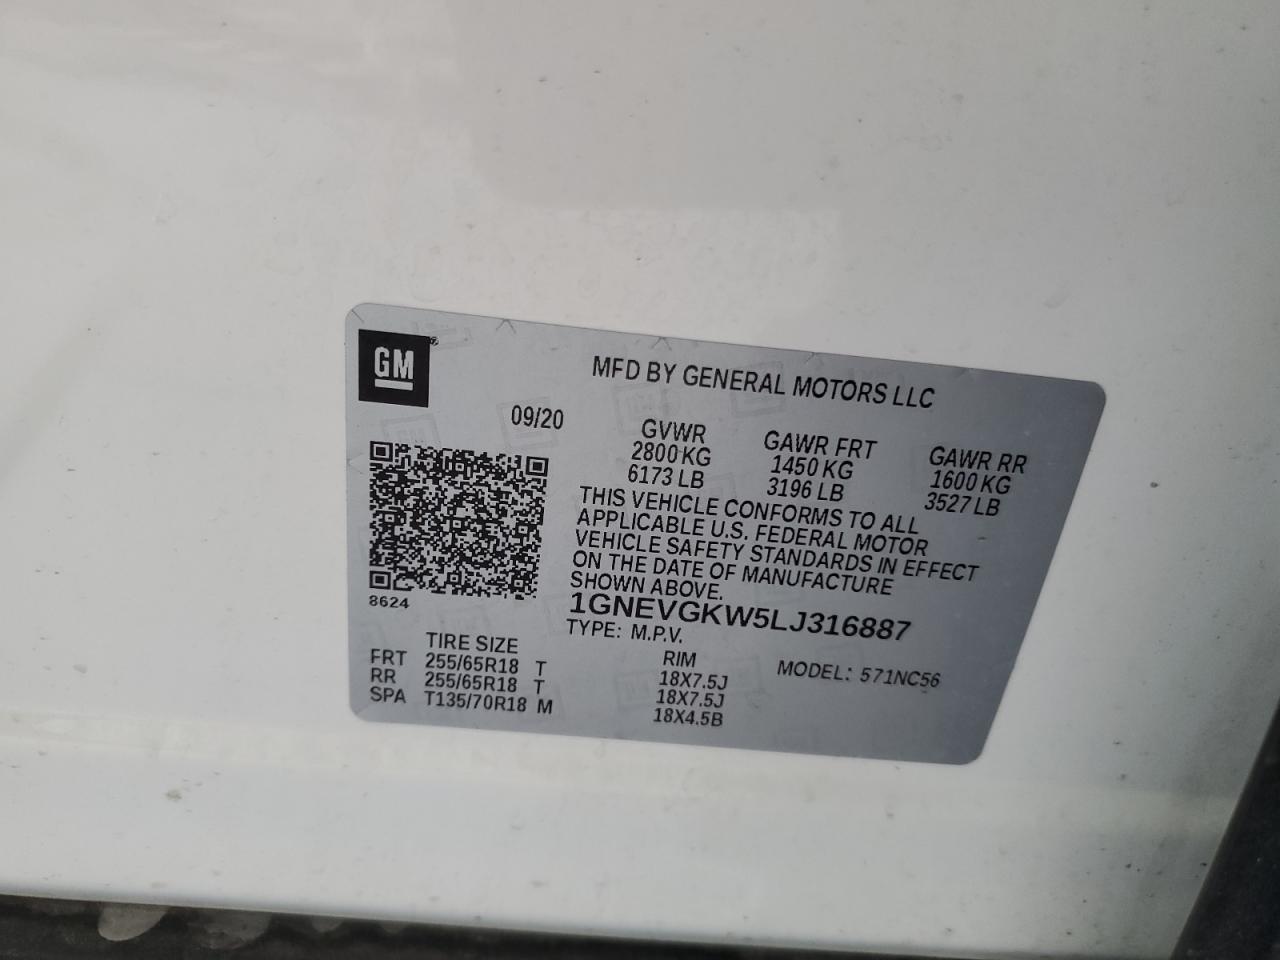 GM
MFD BY GENERAL MOTORS LLC
09/20
GVWR GAWR FRT GAWR RR
2800 KG 1450 KG 1600 KG
6173 LB 3196 LB 3527 LB
THIS VEHICLE CONFORMS TO ALL
APPLICABLE U.S. FEDERAL MOTOR
VEHICLE SAFETY STANDARDS IN EFFECT
ON THE DATE OF MANUFACTURE
SHOWN ABOVE.
8624
1GNEVGKW5LJ316887
TYPE: M.P.V.
MODEL: 571NC56
TIRE SIZE RIM
FRT 255/65R18 T 18X7.5J
RR 255/65R18 T 18X7.5J
SPA T135/70R18 M 18X4.5B